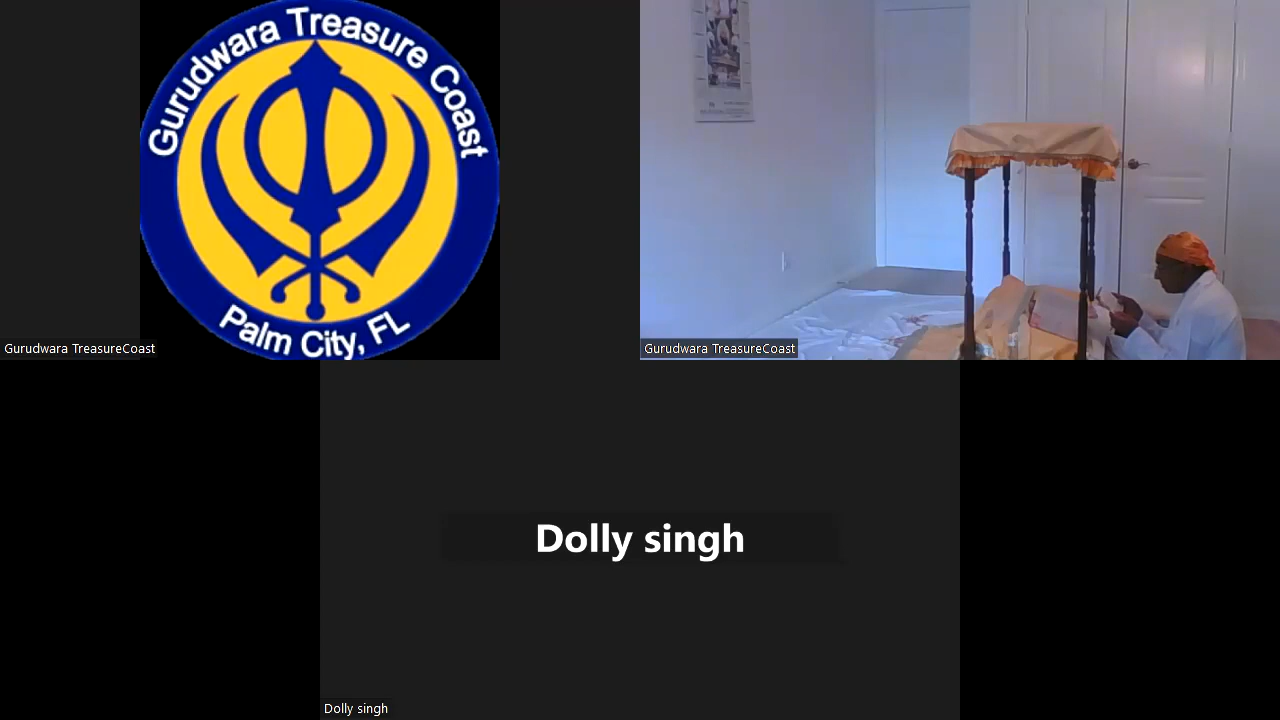 Gurudwara Treasure Coast
Palm City, FL
Gurudwara TreasureCoast
Gurudwara TreasureCoast
Dolly singh
Dolly singh